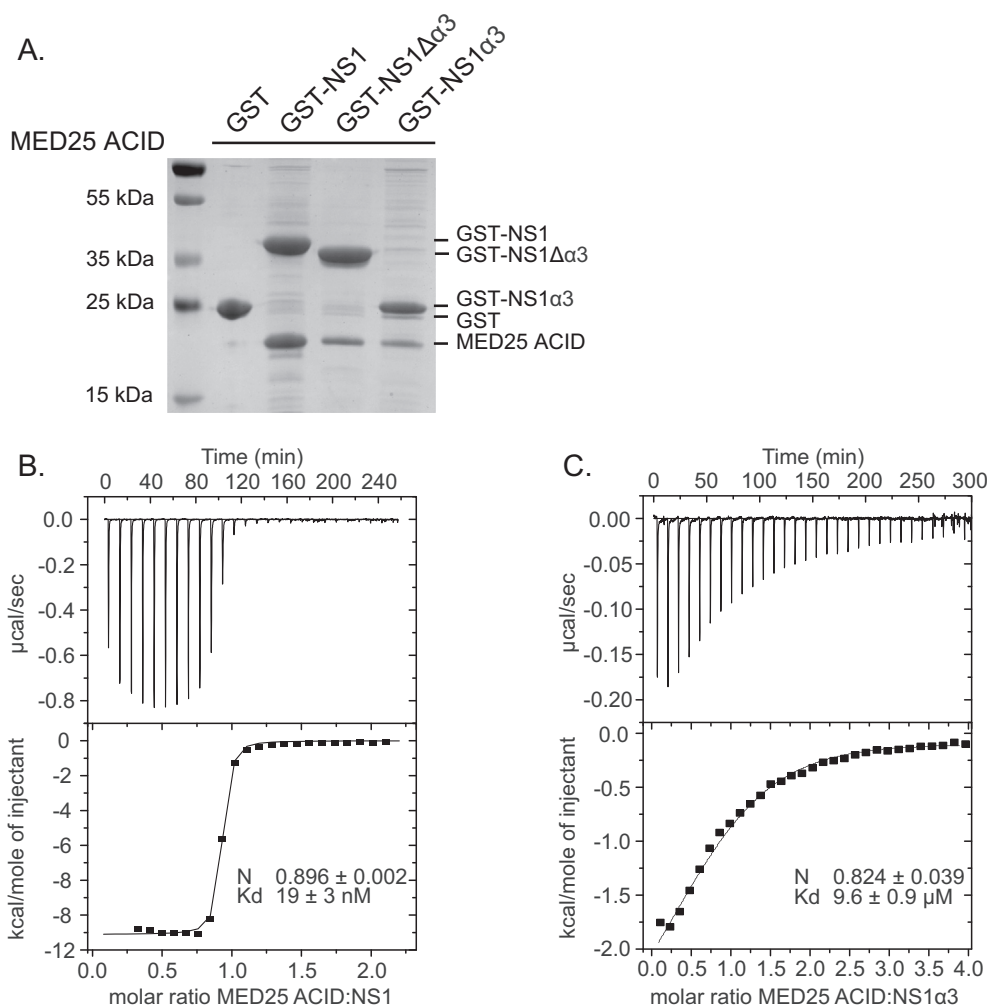 A.
GST
GST-NS1
GST-NS1Δα3
GST-NS1α3
MED25 ACID
55 kDa
35 kDa
25 kDa
15 kDa
GST-NS1
GST-NS1Δα3
GST-NS1α3
GST
MED25 ACID
B.
Time (min)
0 40 80 120 160 200 240
0.0
-0.2
-0.4
-0.6
-0.8
µcal/sec
0
-2
-4
-6
-8
-10
-12
kcal/mole of injectant
N 0.896 ± 0.002
Kd 19 ± 3 nM
0.0 0.5 1.0 1.5 2.0
molar ratio MED25 ACID:NS1
C.
Time (min)
0 50 100 150 200 250 300
0.00
-0.05
-0.10
-0.15
-0.20
µcal/sec
0.0
-0.5
-1.0
-1.5
-2.0
kcal/mole of injectant
N 0.824 ± 0.039
Kd 9.6 ± 0.9 µM
0.0 0.5 1.0 1.5 2.0 2.5 3.0 3.5 4.0
molar ratio MED25 ACID:NS1α3